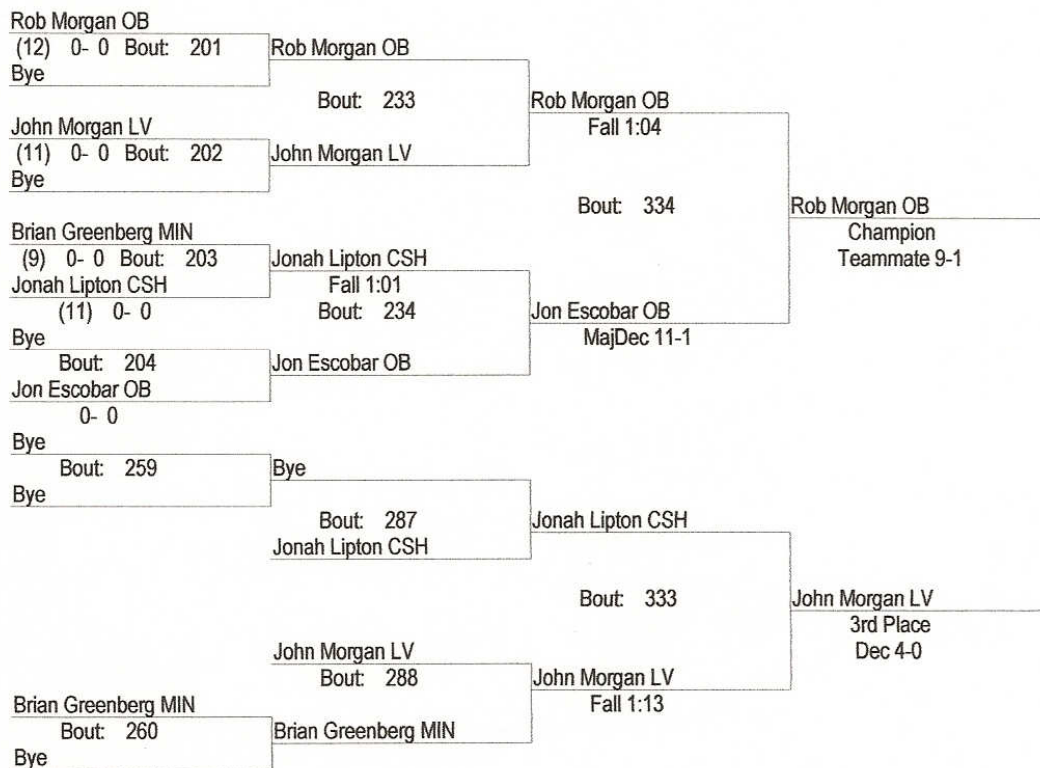 Rob Morgan OB
(12) 0- 0 Bout: 201
Bye
Rob Morgan OB
Bout: 233
John Morgan LV
(11) 0- 0 Bout: 202
Bye
John Morgan LV
Rob Morgan OB
Fall 1:04
Bout: 334
Brian Greenberg MIN
(9) 0- 0 Bout: 203
Jonah Lipton CSH
(11) 0- 0
Jonah Lipton CSH
Fall 1:01
Bout: 234
Bye
Bout: 204
Jon Escobar OB
0- 0
Jon Escobar OB
Jon Escobar OB
MajDec 11-1
Rob Morgan OB
Champion
Teammate 9-1
Bye
Bout: 259
Bye
Bye
Bout: 287
Jonah Lipton CSH
Jonah Lipton CSH
Bout: 333
John Morgan LV
Bout: 288
Brian Greenberg MIN
Bout: 260
Bye
Brian Greenberg MIN
John Morgan LV
Fall 1:13
John Morgan LV
3rd Place
Dec 4-0